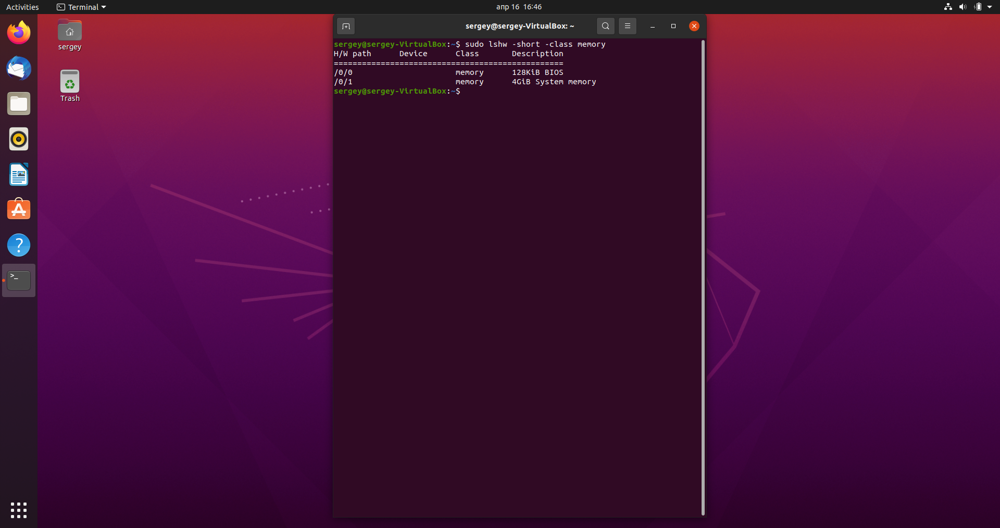 Activities
Terminal
апр 16 16:46
sergey
Trash
sergey@sergey-VirtualBox: ~
sergey@sergey-VirtualBox:~$ sudo lshw -short -class memory
H/W path      Device      Class       Description
=================================================
/0/0                      memory      128KiB BIOS
/0/1                      memory      4GiB System memory
sergey@sergey-VirtualBox:~$